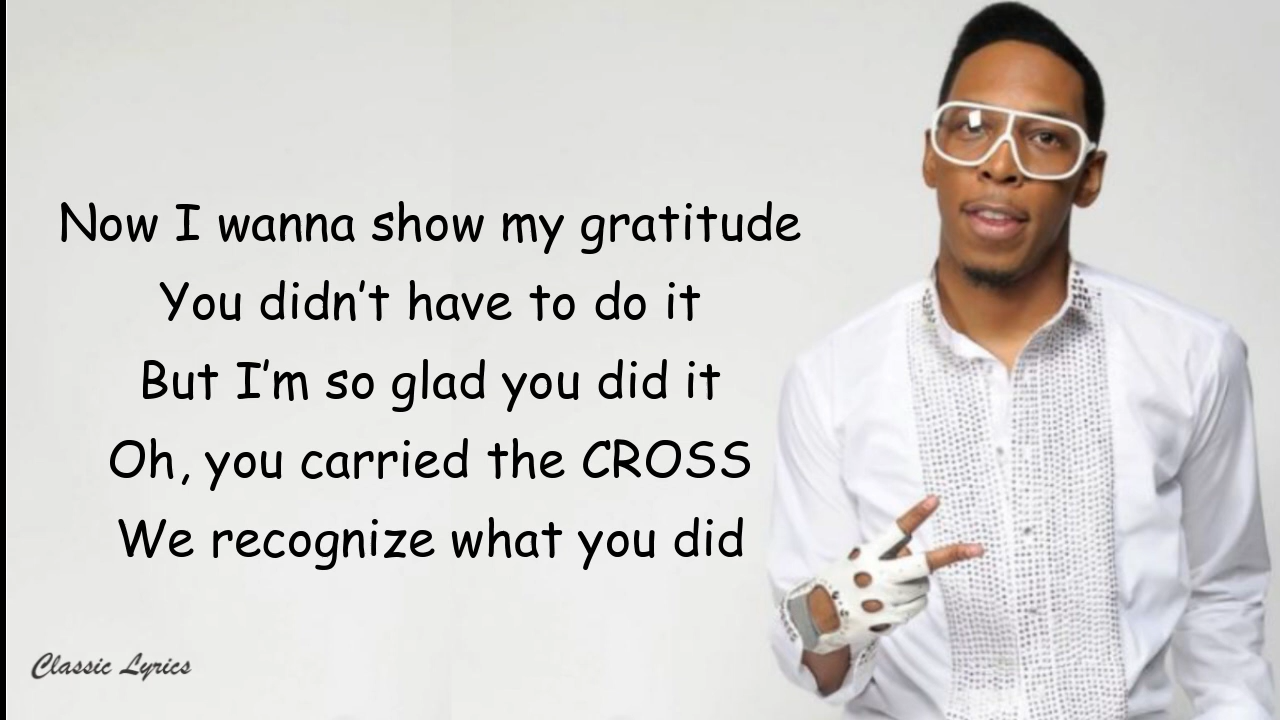 Now I wanna show my gratitude
You didn't have to do it
But I'm so glad you did it
Oh, you carried the CROSS
We recognize what you did
Classic Lyrics